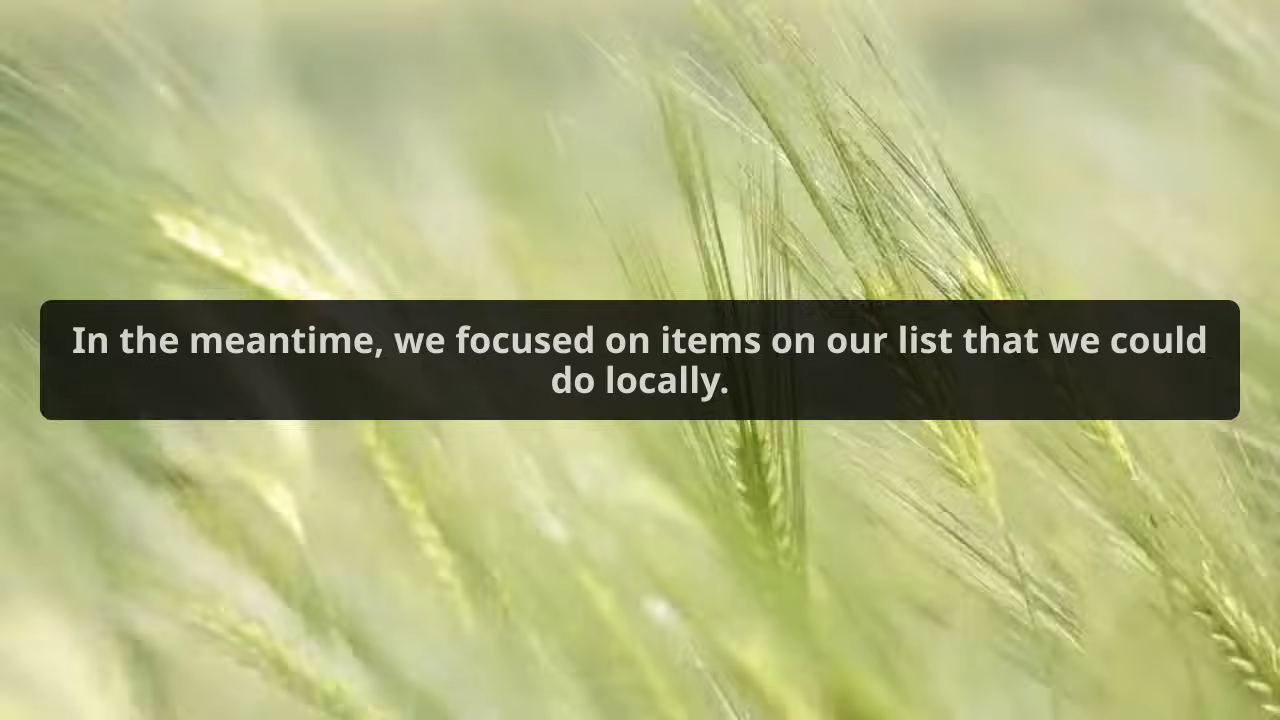 In the meantime, we focused on items on our list that we could
do locally.